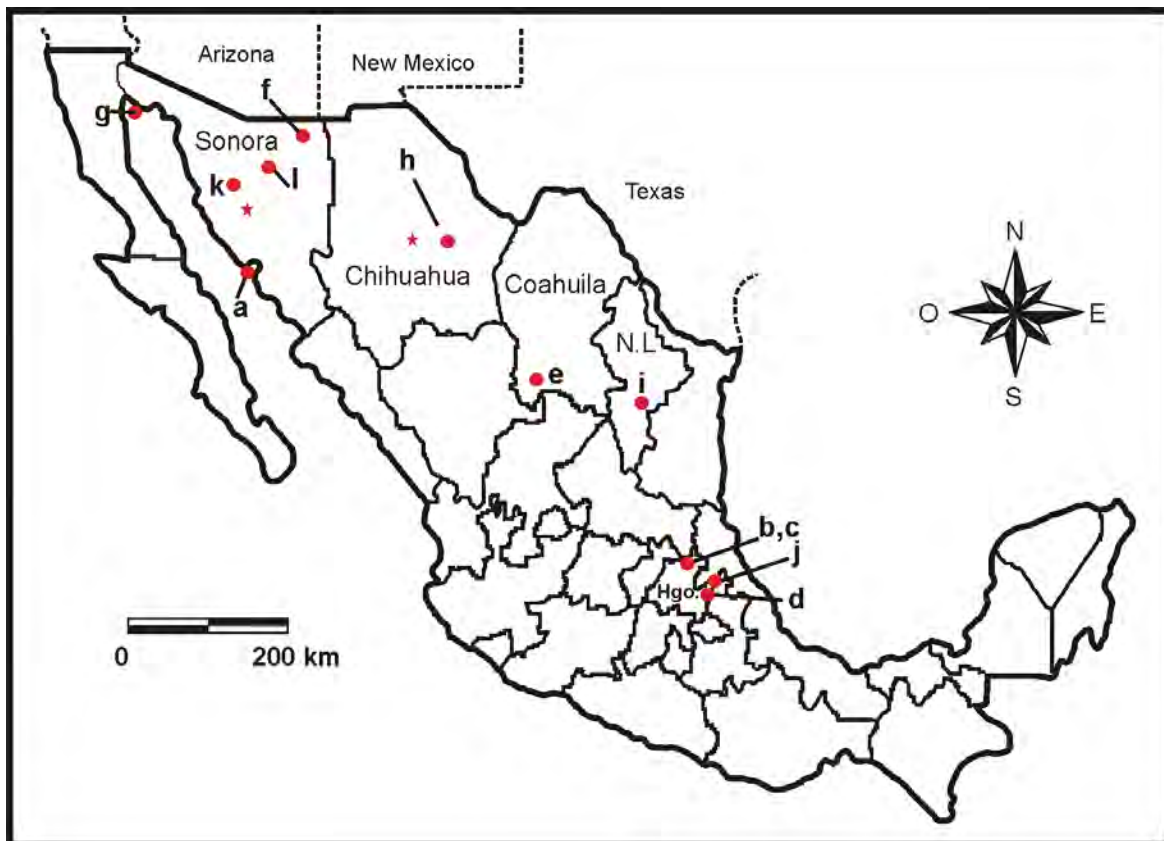 Arizona
New Mexico
f
g
Sonora
h
l
k
Texas
N
Chihuahua
Coahuila
a
O
E
N.L
e
i
S
b,c
j
Hgo.
d
0
200 km